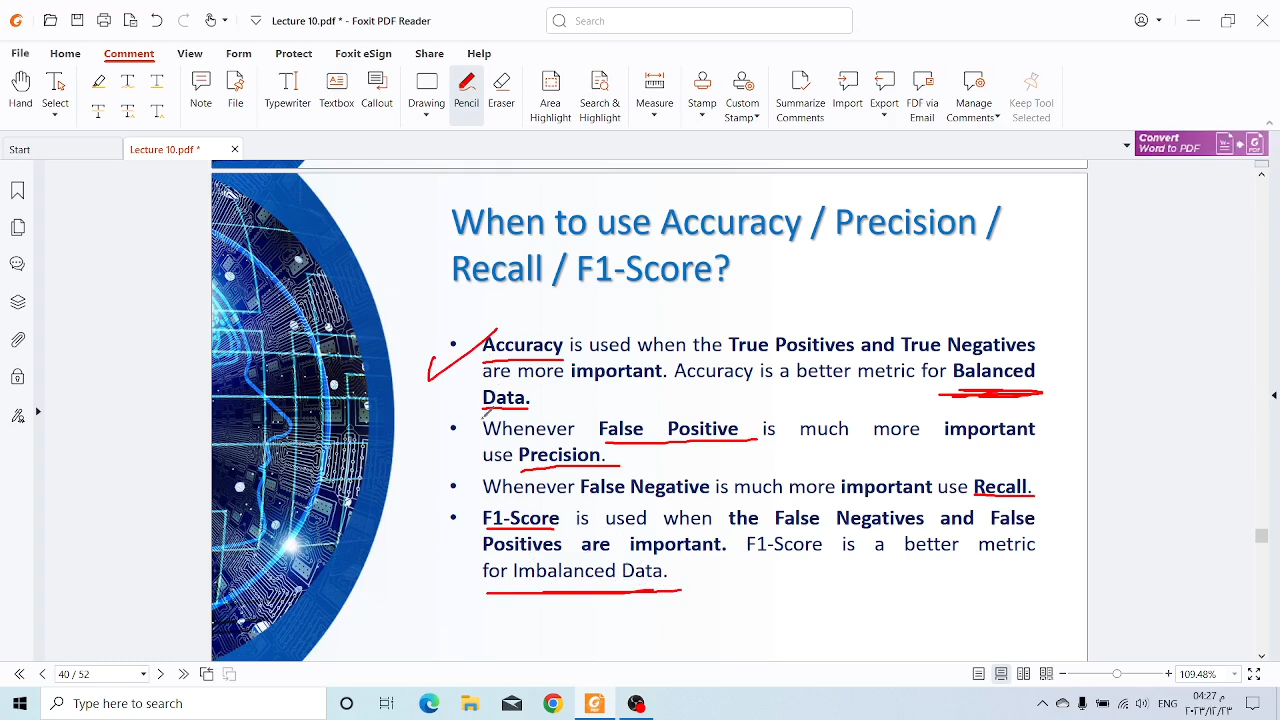 Lecture 10.pdf * - Foxit PDF Reader
Search
File Home Comment View Form Protect Foxit eSign Share Help
Hand Select Note File Typewriter Textbox Callout Drawing Pencil Eraser Area Highlight Search & Highlight Measure Stamp Custom Stamp Summarize Comments Import Export FDF via Email Manage Comments Keep Tool Selected
Start Lecture 10.pdf *
Convert
Word to PDF
When to use Accuracy / Precision /
Recall / F1-Score?
• Accuracy is used when the True Positives and True Negatives
are more important. Accuracy is a better metric for Balanced
Data.
• Whenever False Positive is much more important
use Precision.
• Whenever False Negative is much more important use Recall.
• F1-Score is used when the False Negatives and False
Positives are important. F1-Score is a better metric
for Imbalanced Data.
40 / 52
109.48%
Type here to search
ENG